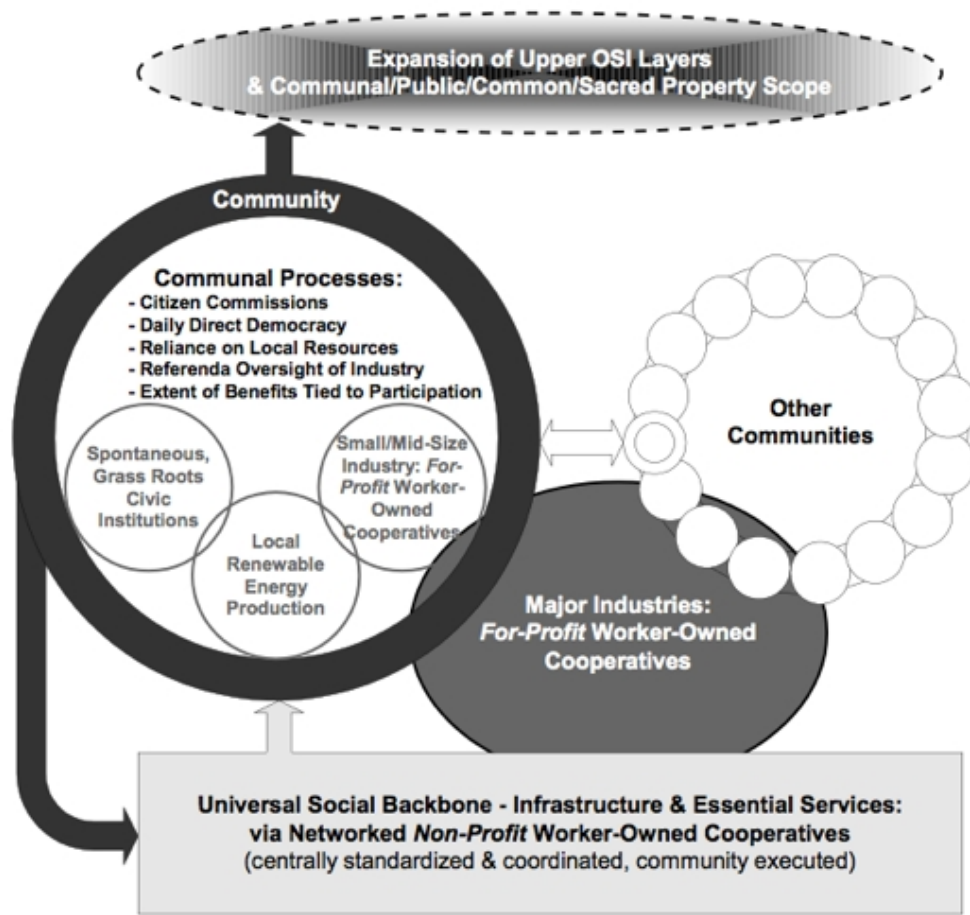 Expansion of Upper OSI Layers
& Communal/Public/Common/Sacred Property Scope
Community
Communal Processes:
- Citizen Commissions
- Daily Direct Democracy
- Reliance on Local Resources
- Referenda Oversight of Industry
- Extent of Benefits Tied to Participation
Spontaneous,
Grass Roots
Civic
Institutions
Local
Renewable
Energy
Production
Small/Mid-Size
Industry: For-
Profit Worker-
Owned
Cooperatives
Other
Communities
Major Industries:
For-Profit Worker-Owned
Cooperatives
Universal Social Backbone - Infrastructure & Essential Services:
via Networked Non-Profit Worker-Owned Cooperatives
(centrally standardized & coordinated, community executed)